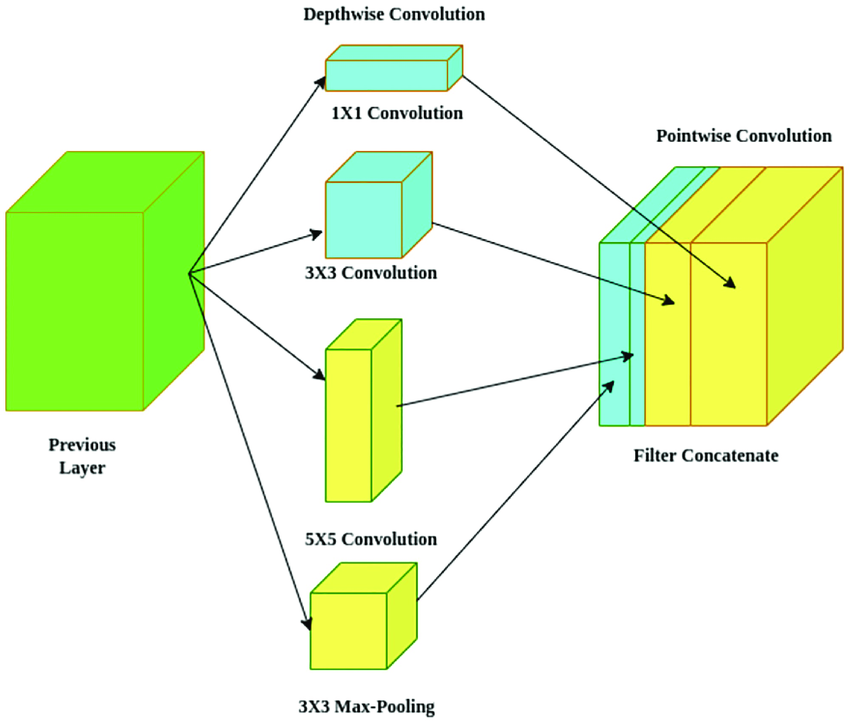 Depthwise Convolution
1X1 Convolution
Pointwise Convolution
3X3 Convolution
Previous
Layer
Filter Concatenate
5X5 Convolution
3X3 Max-Pooling